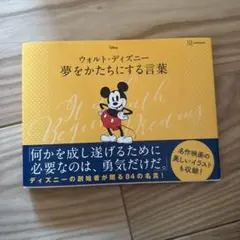 Disney
ウォルト・ディズニー
夢をかたちにする言葉
「何かを成し遂げるために
必要なのは、勇気だけだ。」
ディズニーの創始者が贈る84の名言!
名作映画の
美しいイラスト
も収録!